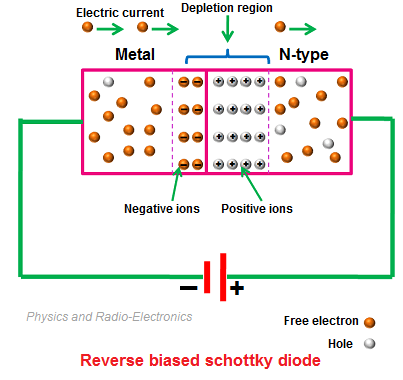 Electric current
Depletion region
Metal
N-type
Negative ions
Positive ions
− +
Physics and Radio-Electronics
Free electron
Hole
Reverse biased schottky diode